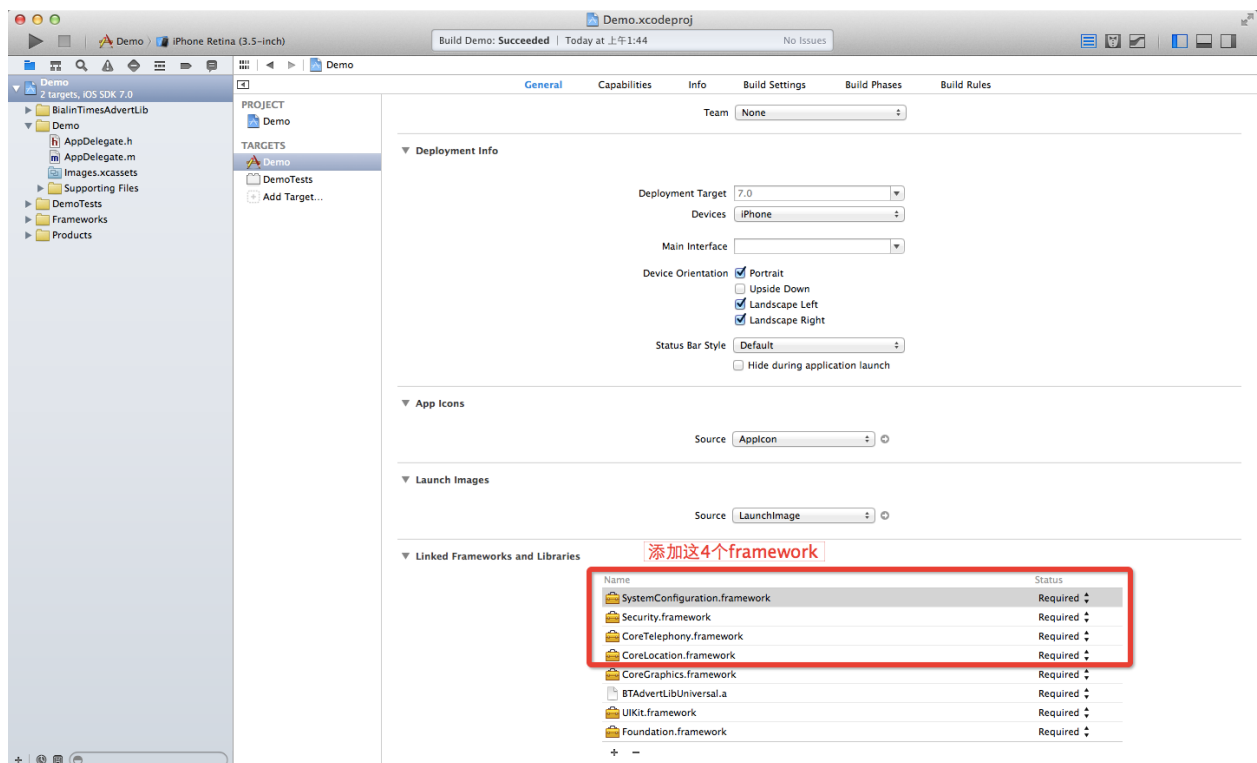 Demo.xcodeproj
Demo iPhone Retina (3.5-inch)
Build Demo: Succeeded | Today at 上午1:44 No Issues
Demo
Demo
2 targets, iOS SDK 7.0
BialinTimesAdvertLib
Demo
AppDelegate.h
AppDelegate.m
Images.xcassets
Supporting Files
DemoTests
Frameworks
Products
PROJECT
Demo
TARGETS
Demo
DemoTests
Add Target...
General Capabilities Info Build Settings Build Phases Build Rules
Team None
Deployment Info
Deployment Target 7.0
Devices iPhone
Main Interface
Device Orientation Portrait
Upside Down
Landscape Left
Landscape Right
Status Bar Style Default
Hide during application launch
App Icons
Source AppIcon
Launch Images
Source LaunchImage
Linked Frameworks and Libraries
添加这4个framework
Name Status
SystemConfiguration.framework Required
Security.framework Required
CoreTelephony.framework Required
CoreLocation.framework Required
CoreGraphics.framework Required
BTAdvertLibUniversal.a Required
UIKit.framework Required
Foundation.framework Required